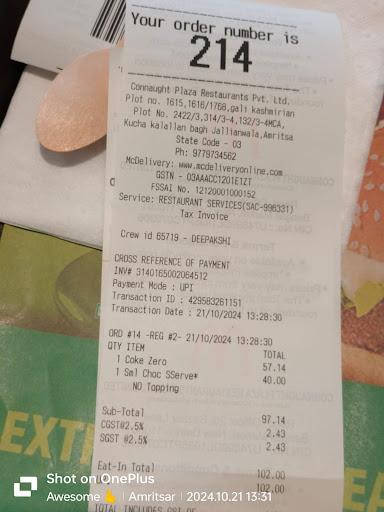 Your order number is
214
Connaught Plaza Restaurants Pvt. Ltd.
Plot no. 1615,1616/1768,gali kashmirian
Plot No. 2422/3,314/3-4,132/3-4MCA,
Kucha kalallan bagh Jallianwala,Amritsa
State Code - 03
Ph: 9779734562
McDelivery: www.mcdeliveryonline.com
GSTN - 03AAACC1201E1ZT
FSSAI No. 12120001000152
Service: RESTAURANT SERVICES(SAC-996331)
Tax Invoice
Crew id 65719 - DEEPAKSHI
CROSS REFERENCE OF PAYMENT
INV# 3140165002064512
Payment Mode : UPI
Transaction ID : 429583261151
Transaction Date : 21/10/2024 13:28:30
ORD #14 -REG #2- 21/10/2024 13:28:30
QTY ITEM TOTAL
1 Coke Zero 57.14
1 Sml Choc SServe* 40.00
NO Topping
Sub-Total 97.14
CGST@2.5% 2.43
SGST @2.5% 2.43
Eat-In Total 102.00
102.00
TOTAL INCLUDES GST OF
EXT
EA
Shot on OnePlus
Awesome 🤙 | Amritsar | 2024.10.21 13:31